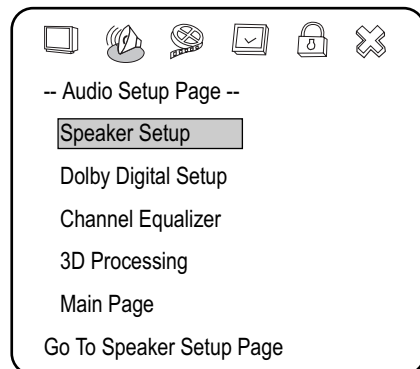 -- Audio Setup Page --
Speaker Setup
Dolby Digital Setup
Channel Equalizer
3D Processing
Main Page
Go To Speaker Setup Page